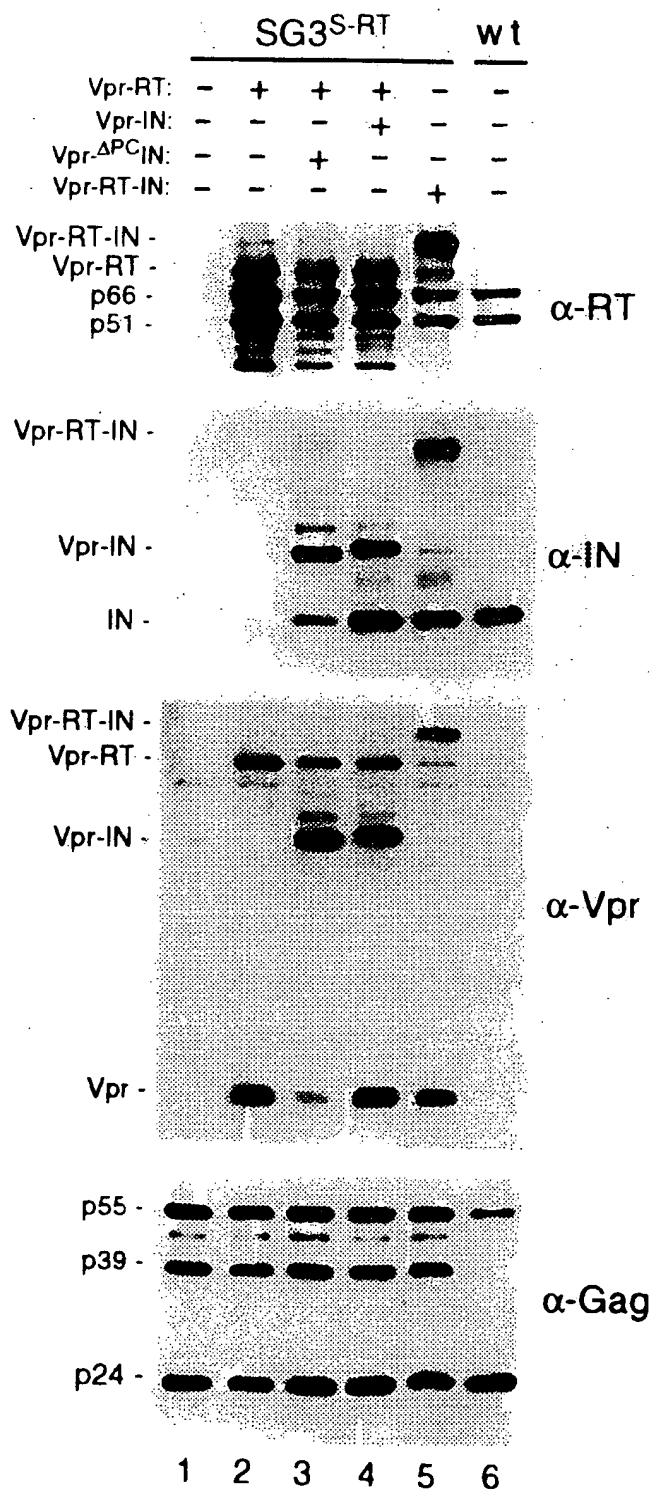 SG3S-RT wt
Vpr-RT: - + + + - -
Vpr-IN: - - - + - -
Vpr-ΔPCIN: - - + - - -
Vpr-RT-IN: - - - - + -
Vpr-RT-IN -
Vpr-RT -
p66 -
p51 -
α-RT
Vpr-RT-IN -
Vpr-IN -
IN -
α-IN
Vpr-RT-IN -
Vpr-RT -
Vpr-IN -
Vpr -
α-Vpr
p55 -
p39 -
p24 -
α-Gag
1 2 3 4 5 6